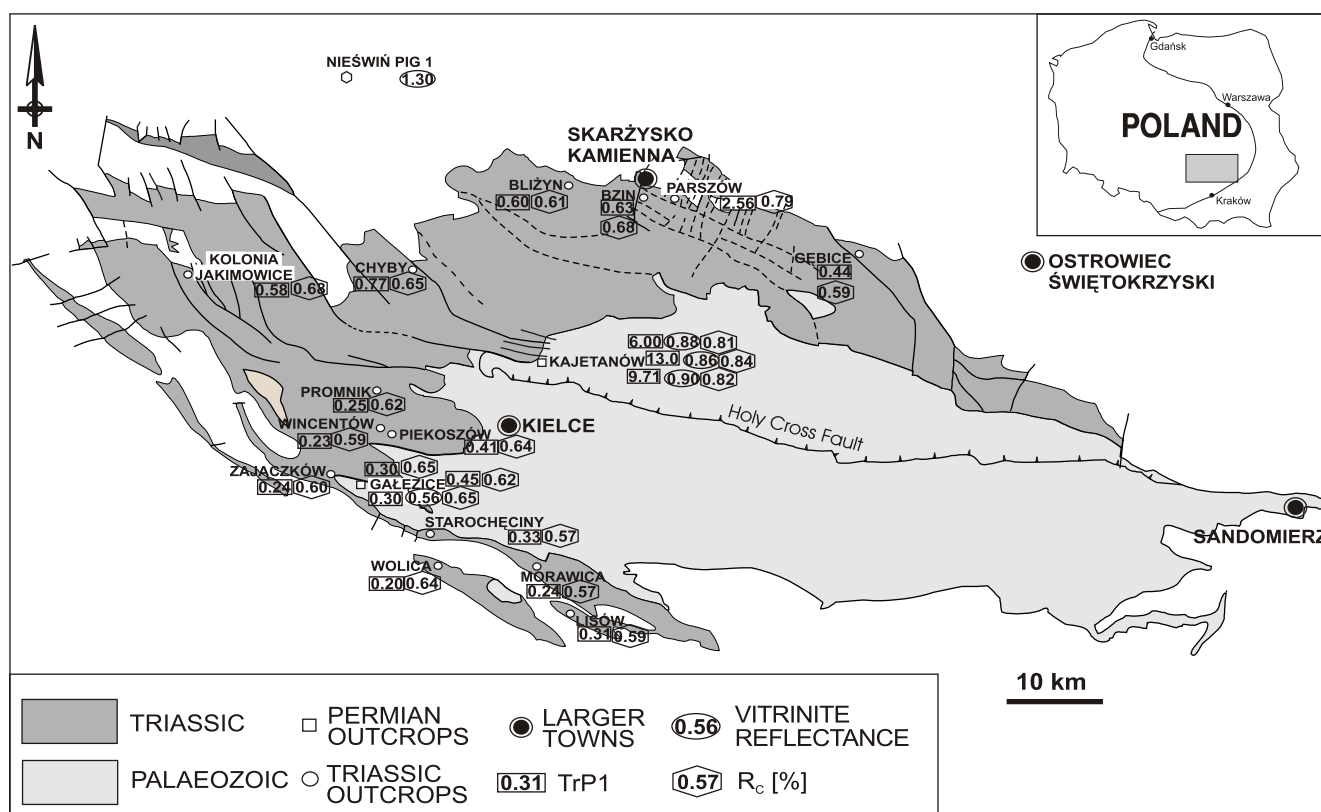 NIEŚWIŃ PIG 1
1.30
N
Gdańsk
Warszawa
POLAND
Kraków
SKARŻYSKO
KAMIENNA
BLIŻYN
0.60 0.61
BZIN
0.63
0.68
PARSZÓW
2.56 0.79
GĘBICE
0.44
0.59
OSTROWIEC
ŚWIĘTOKRZYSKI
KOLONIA
JAKIMOWICE
0.58 0.68
CHYBY
0.77 0.65
KAJETANÓW
6.00 0.88 0.81
13.0 0.86 0.84
9.71 0.90 0.82
PROMNIK
0.25 0.62
WINCENTÓW
0.23 0.59
PIEKOSZÓW
0.41 0.64
KIELCE
Holy Cross Fault
ZAJĄCZKÓW
0.24 0.60
0.30 0.65
GAŁĘZICE
0.45 0.62
0.30 0.56 0.65
STAROCHĘCINY
0.33 0.57
SANDOMIERZ
WOLICA
0.20 0.64
MORAWICA
0.24 0.57
LISÓW
0.31 0.59
10 km
TRIASSIC
PERMIAN
OUTCROPS
LARGER
TOWNS
0.56 VITRINITE
REFLECTANCE
PALAEOZOIC
TRIASSIC
OUTCROPS
0.31 TrP1
0.57 Rc [%]